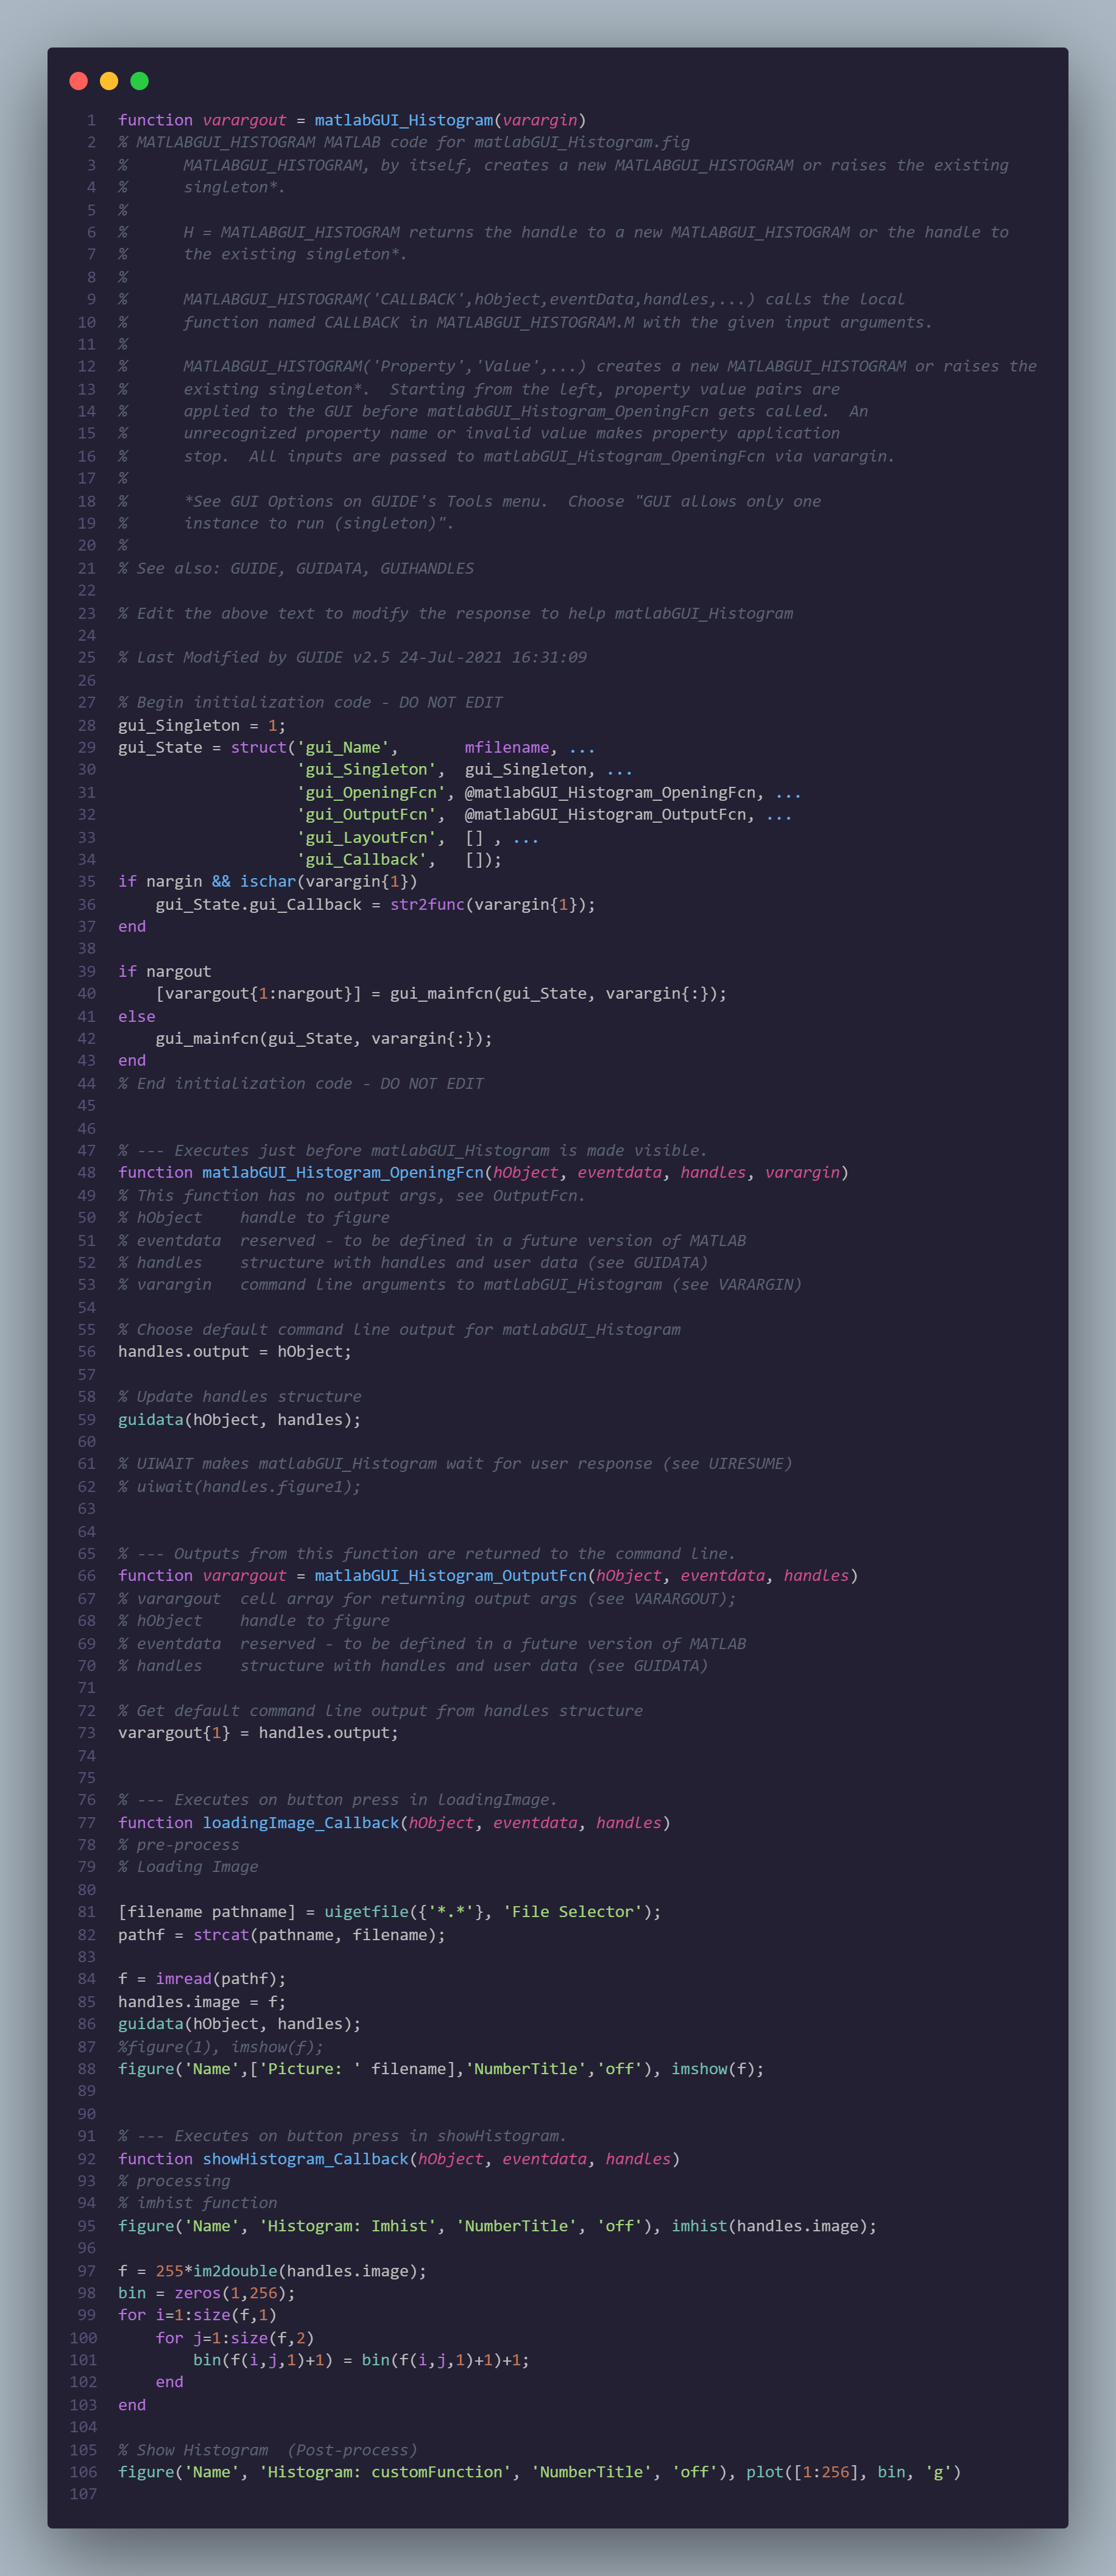 1 function varargout = matlabGUI_Histogram(varargin)
2 % MATLABGUI_HISTOGRAM MATLAB code for matlabGUI_Histogram.fig
3 %      MATLABGUI_HISTOGRAM, by itself, creates a new MATLABGUI_HISTOGRAM or raises the existing
4 %      singleton*.
5 %
6 %      H = MATLABGUI_HISTOGRAM returns the handle to a new MATLABGUI_HISTOGRAM or the handle to
7 %      the existing singleton*.
8 %
9 %      MATLABGUI_HISTOGRAM('CALLBACK',hObject,eventData,handles,...) calls the local
10 %      function named CALLBACK in MATLABGUI_HISTOGRAM.M with the given input arguments.
11 %
12 %      MATLABGUI_HISTOGRAM('Property','Value',...) creates a new MATLABGUI_HISTOGRAM or raises the
13 %      existing singleton*.  Starting from the left, property value pairs are
14 %      applied to the GUI before matlabGUI_Histogram_OpeningFcn gets called.  An
15 %      unrecognized property name or invalid value makes property application
16 %      stop.  All inputs are passed to matlabGUI_Histogram_OpeningFcn via varargin.
17 %
18 %      *See GUI Options on GUIDE's Tools menu.  Choose "GUI allows only one
19 %      instance to run (singleton)".
20 %
21 % See also: GUIDE, GUIDATA, GUIHANDLES
22
23 % Edit the above text to modify the response to help matlabGUI_Histogram
24
25 % Last Modified by GUIDE v2.5 24-Jul-2021 16:31:09
26
27 % Begin initialization code - DO NOT EDIT
28 gui_Singleton = 1;
29 gui_State = struct('gui_Name',       mfilename, ...
30                    'gui_Singleton',  gui_Singleton, ...
31                    'gui_OpeningFcn', @matlabGUI_Histogram_OpeningFcn, ...
32                    'gui_OutputFcn',  @matlabGUI_Histogram_OutputFcn, ...
33                    'gui_LayoutFcn',  [] , ...
34                    'gui_Callback',   []);
35 if nargin && ischar(varargin{1})
36     gui_State.gui_Callback = str2func(varargin{1});
37 end
38
39 if nargout
40     [varargout{1:nargout}] = gui_mainfcn(gui_State, varargin{:});
41 else
42     gui_mainfcn(gui_State, varargin{:});
43 end
44 % End initialization code - DO NOT EDIT
45
46
47 % --- Executes just before matlabGUI_Histogram is made visible.
48 function matlabGUI_Histogram_OpeningFcn(hObject, eventdata, handles, varargin)
49 % This function has no output args, see OutputFcn.
50 % hObject    handle to figure
51 % eventdata  reserved - to be defined in a future version of MATLAB
52 % handles    structure with handles and user data (see GUIDATA)
53 % varargin   command line arguments to matlabGUI_Histogram (see VARARGIN)
54
55 % Choose default command line output for matlabGUI_Histogram
56 handles.output = hObject;
57
58 % Update handles structure
59 guidata(hObject, handles);
60
61 % UIWAIT makes matlabGUI_Histogram wait for user response (see UIRESUME)
62 % uiwait(handles.figure1);
63
64
65 % --- Outputs from this function are returned to the command line.
66 function varargout = matlabGUI_Histogram_OutputFcn(hObject, eventdata, handles)
67 % varargout  cell array for returning output args (see VARARGOUT);
68 % hObject    handle to figure
69 % eventdata  reserved - to be defined in a future version of MATLAB
70 % handles    structure with handles and user data (see GUIDATA)
71
72 % Get default command line output from handles structure
73 varargout{1} = handles.output;
74
75
76 % --- Executes on button press in loadingImage.
77 function loadingImage_Callback(hObject, eventdata, handles)
78 % pre-process
79 % Loading Image
80
81 [filename pathname] = uigetfile({'*.*'}, 'File Selector');
82 pathf = strcat(pathname, filename);
83
84 f = imread(pathf);
85 handles.image = f;
86 guidata(hObject, handles);
87 %figure(1), imshow(f);
88 figure('Name',['Picture: ' filename],'NumberTitle','off'), imshow(f);
89
90
91 % --- Executes on button press in showHistogram.
92 function showHistogram_Callback(hObject, eventdata, handles)
93 % processing
94 % imhist function
95 figure('Name', 'Histogram: Imhist', 'NumberTitle', 'off'), imhist(handles.image);
96
97 f = 255*im2double(handles.image);
98 bin = zeros(1,256);
99 for i=1:size(f,1)
100     for j=1:size(f,2)
101         bin(f(i,j,1)+1) = bin(f(i,j,1)+1)+1;
102     end
103 end
104
105 % Show Histogram  (Post-process)
106 figure('Name', 'Histogram: customFunction', 'NumberTitle', 'off'), plot([1:256], bin, 'g')
107